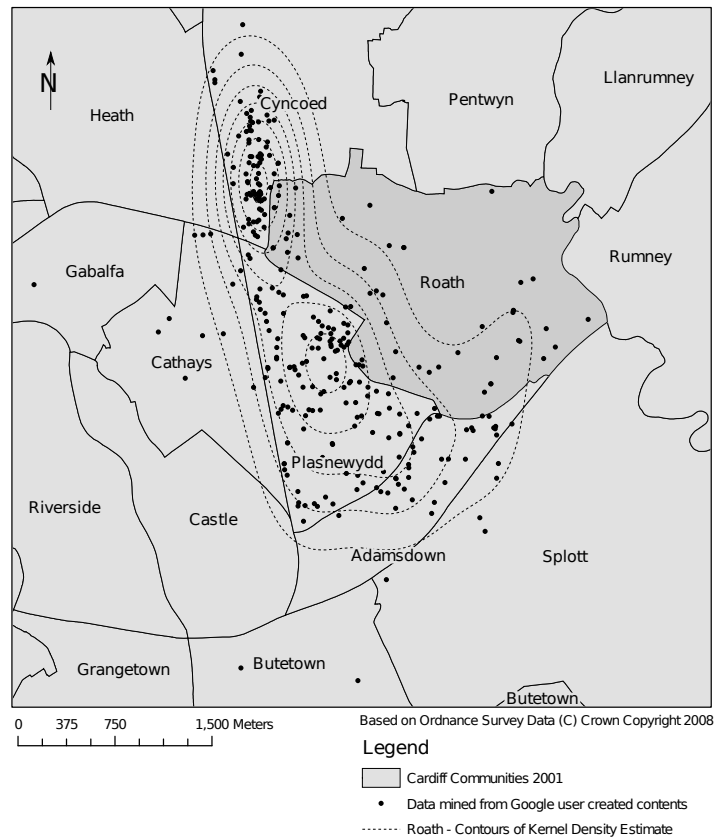 Llanrumney
Pentwyn
Cyncoed
Heath
N
Rumney
Gabalfa
Roath
Cathays
Plasnewydd
Riverside
Castle
Adamsdown
Splott
Grangetown
Butetown
Butetown
0 375 750 1,500 Meters
Based on Ordnance Survey Data (C) Crown Copyright 2008
Legend
Cardiff Communities 2001
Data mined from Google user created contents
Roath - Contours of Kernel Density Estimate